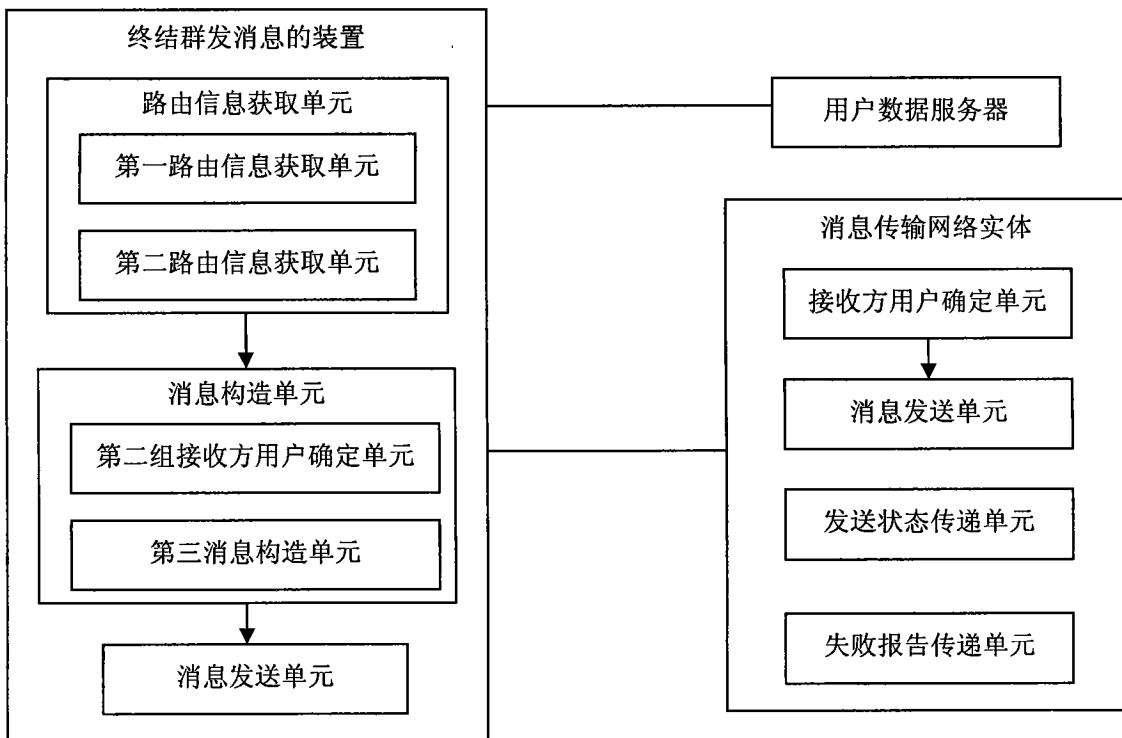 终结群发消息的装置
路由信息获取单元
第一路由信息获取单元
第二路由信息获取单元
消息构造单元
第二组接收方用户确定单元
第三消息构造单元
消息发送单元
用户数据服务器
消息传输网络实体
接收方用户确定单元
消息发送单元
发送状态传递单元
失败报告传递单元